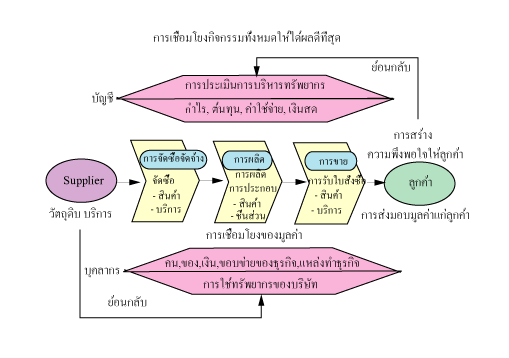 การเชื่อมโยงกิจกรรมทั้งหมดให้ได้ผลดีที่สุด
ย้อนกลับ
การประเมินการบริหารทรัพยากร
บัญชี
กำไร, ต้นทุน, ค่าใช้จ่าย, เงินสด
การสร้าง
ความพึงพอใจให้ลูกค้า
การจัดซื้อจัดจ้าง
การผลิต
การขาย
Supplier
จัดซื้อ
- สินค้า
- บริการ
การผลิต
การประกอบ
- สินค้า
- ชิ้นส่วน
การรับใบสั่งซื้อ
- สินค้า
- บริการ
ลูกค้า
วัตถุดิบ บริการ
การส่งมอบมูลค่าแก่ลูกค้า
การเชื่อมโยงของมูลค่า
บุคลากร
คน,ของ,เงิน,ขอบข่ายของธุรกิจ,แหล่งทำธุรกิจ
การใช้ทรัพยากรของบริษัท
ย้อนกลับ